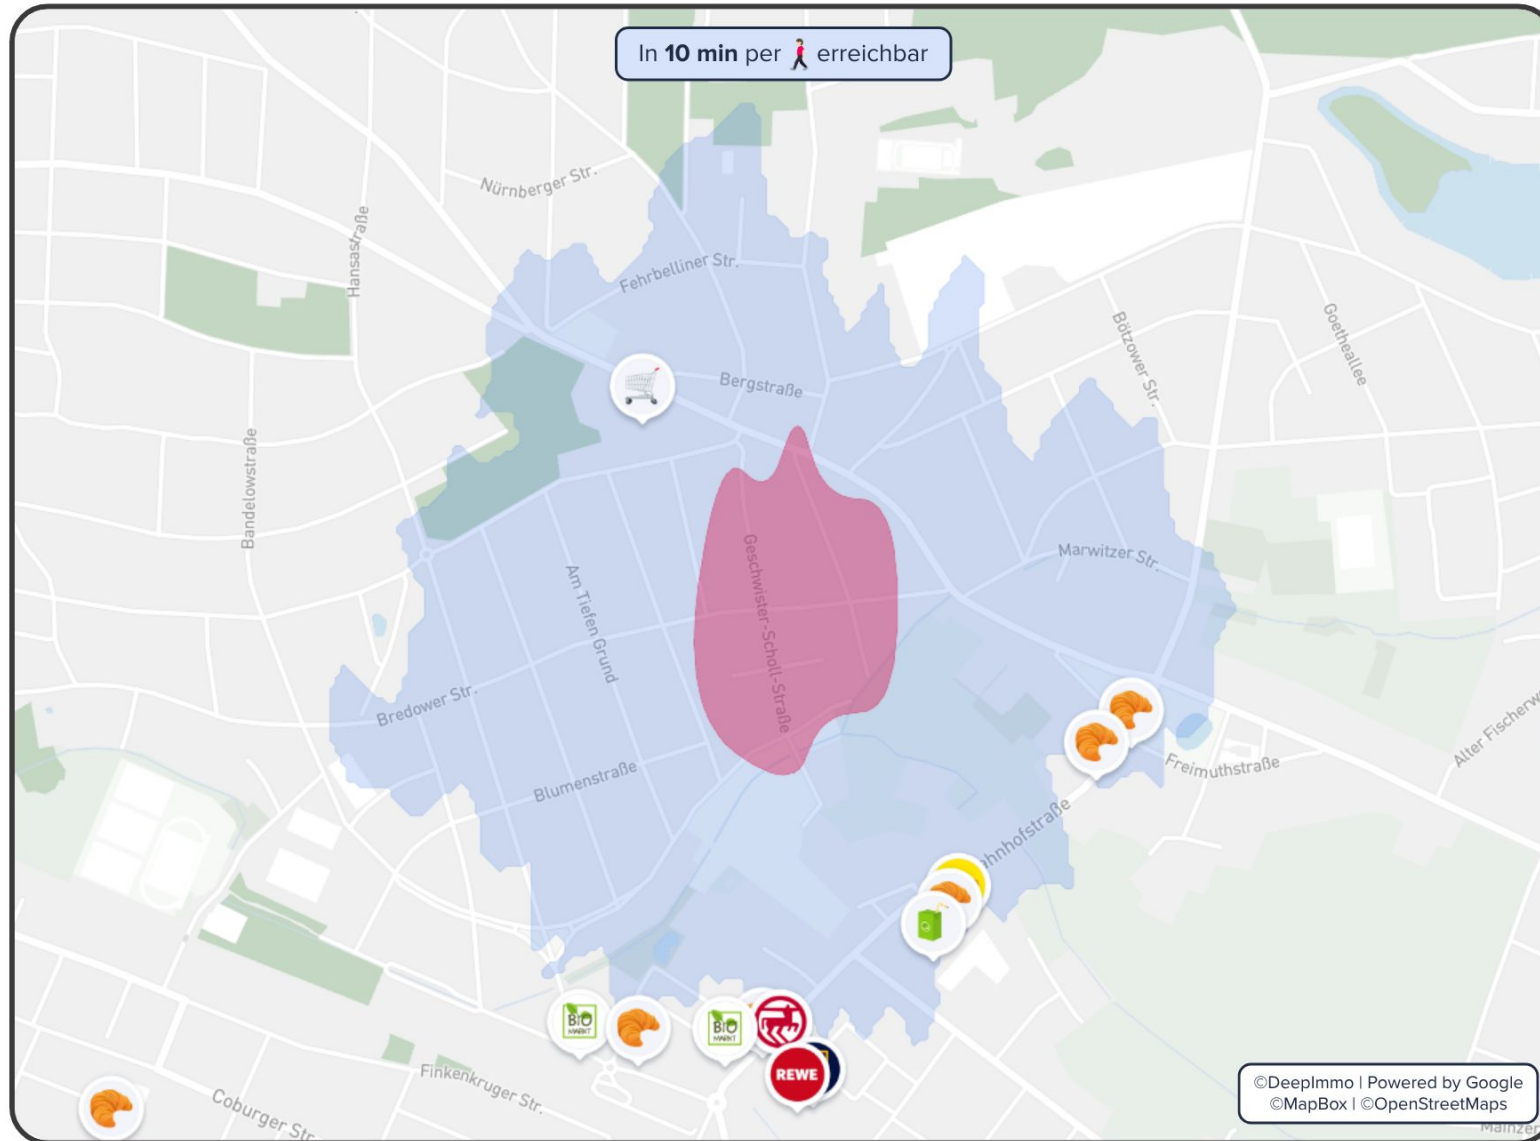 In 10 min per erreichbar
Nürnberger Str.
Hansastraße
Fehrbelliner Str.
Bergstraße
Bötzower Str.
Goetheallee
Bandelowstraße
Geschwister-Scholl-Straße
Am Tiefen Grund
Marwitzer Str.
Bredower Str.
Alter Fischerw
Freimuthstraße
Blumenstraße
ahnhofstraße
BIO
MARKT
BIO
MARKT
REWE
Finkenkruger Str.
Coburger Str
©DeepImmo | Powered by Google
©MapBox | ©OpenStreetMaps
Mainzer